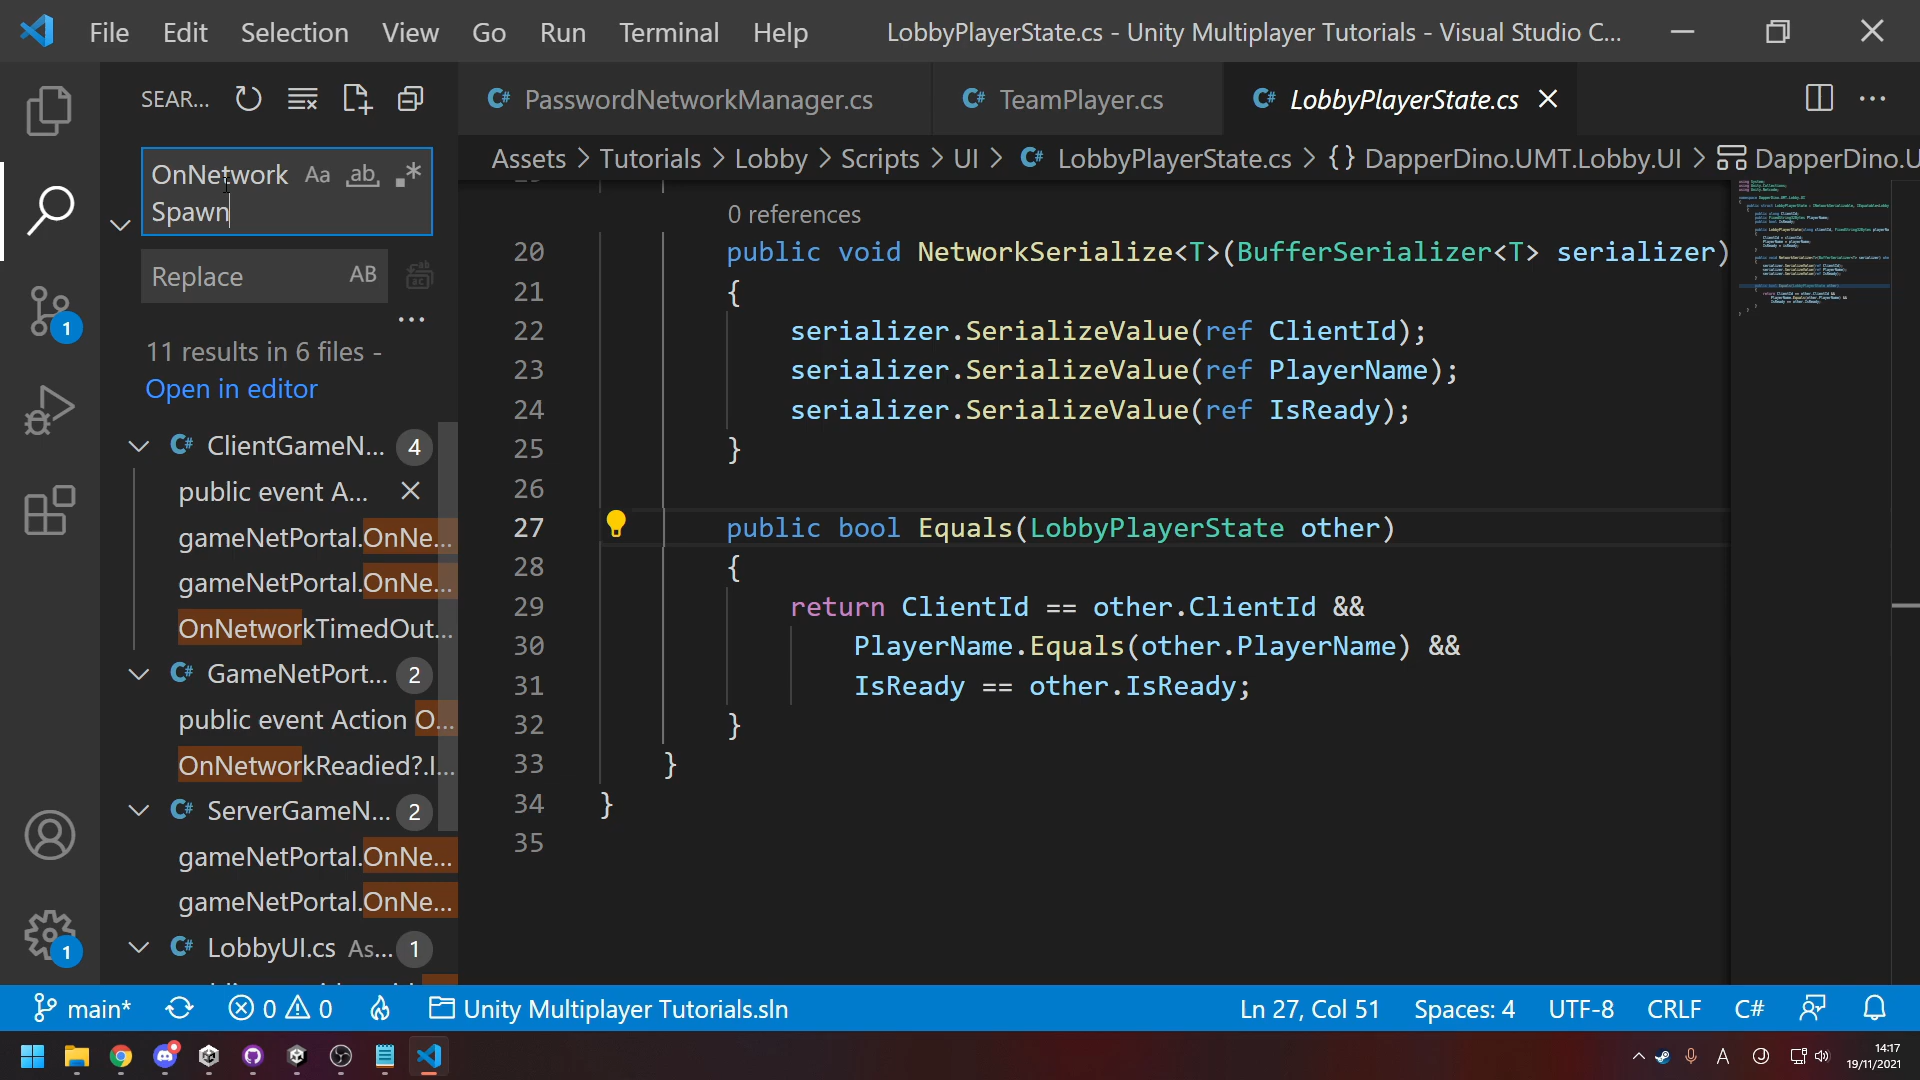 File Edit Selection View Go Run Terminal Help
LobbyPlayerState.cs - Unity Multiplayer Tutorials - Visual Studio C...
SEAR...
OnNetwork
Spawn
Aa ab
Replace
AB
11 results in 6 files -
Open in editor
ClientGameN... 4
public event A...
gameNetPortal.OnNe...
gameNetPortal.OnNe...
OnNetworkTimedOut...
GameNetPort... 2
public event Action O...
OnNetworkReadied?.I...
ServerGameN... 2
gameNetPortal.OnNe...
gameNetPortal.OnNe...
LobbyUI.cs As... 1
PasswordNetworkManager.cs
TeamPlayer.cs
LobbyPlayerState.cs
Assets > Tutorials > Lobby > Scripts > UI > LobbyPlayerState.cs > {} DapperDino.UMT.Lobby.UI > DapperDino.U
0 references
20 public void NetworkSerialize<T>(BufferSerializer<T> serializer)
21 {
22 serializer.SerializeValue(ref ClientId);
23 serializer.SerializeValue(ref PlayerName);
24 serializer.SerializeValue(ref IsReady);
25 }
26
27 public bool Equals(LobbyPlayerState other)
28 {
29 return ClientId == other.ClientId &&
30 PlayerName.Equals(other.PlayerName) &&
31 IsReady == other.IsReady;
32 }
33 }
34 }
35
1
1
main* 0 0 Unity Multiplayer Tutorials.sln
Ln 27, Col 51 Spaces: 4 UTF-8 CRLF C#
14:17
19/11/2021